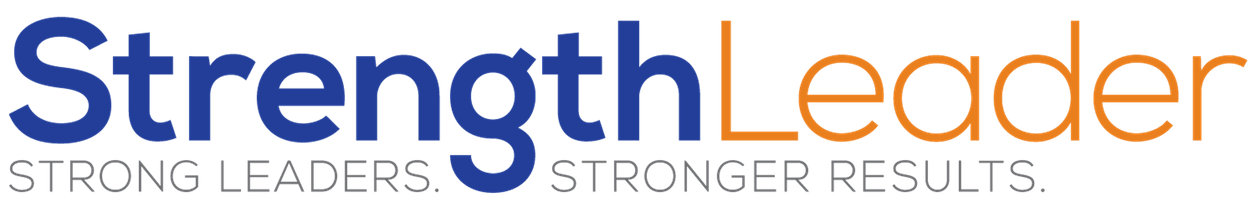 StrengthLeader
STRONG LEADERS. STRONGER RESULTS.